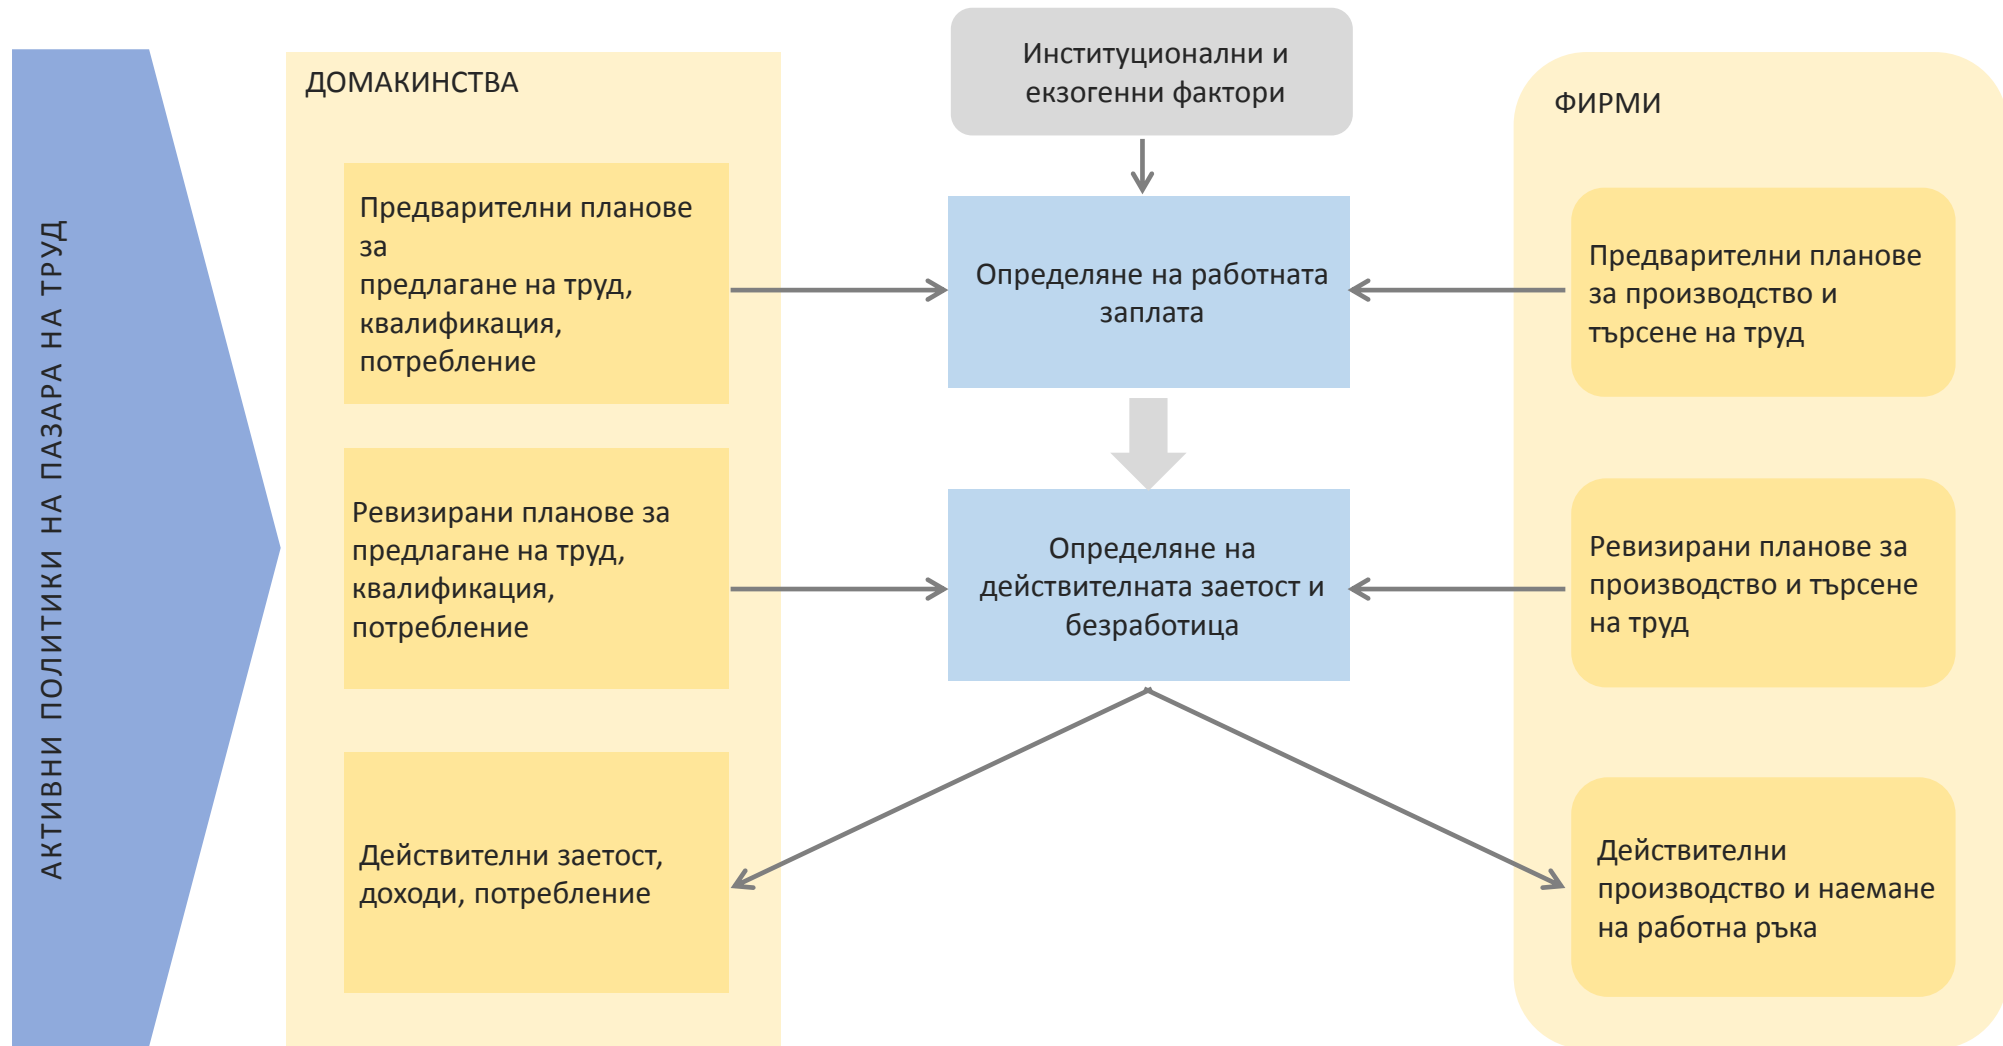 АКТИВНИ ПОЛИТИКИ НА ПАЗАРА НА ТРУД
ДОМАКИНСТВА
Предварителни планове
за
предлагане на труд,
квалификация,
потребление
Ревизирани планове за
предлагане на труд,
квалификация,
потребление
Действителни заетост,
доходи, потребление
Институционални и
екзогенни фактори
Определяне на работната
заплата
Определяне на
действителната заетост и
безработица
ФИРМИ
Предварителни планове
за производство и
търсене на труд
Ревизирани планове за
производство и търсене
на труд
Действителни
производство и наемане
на работна ръка